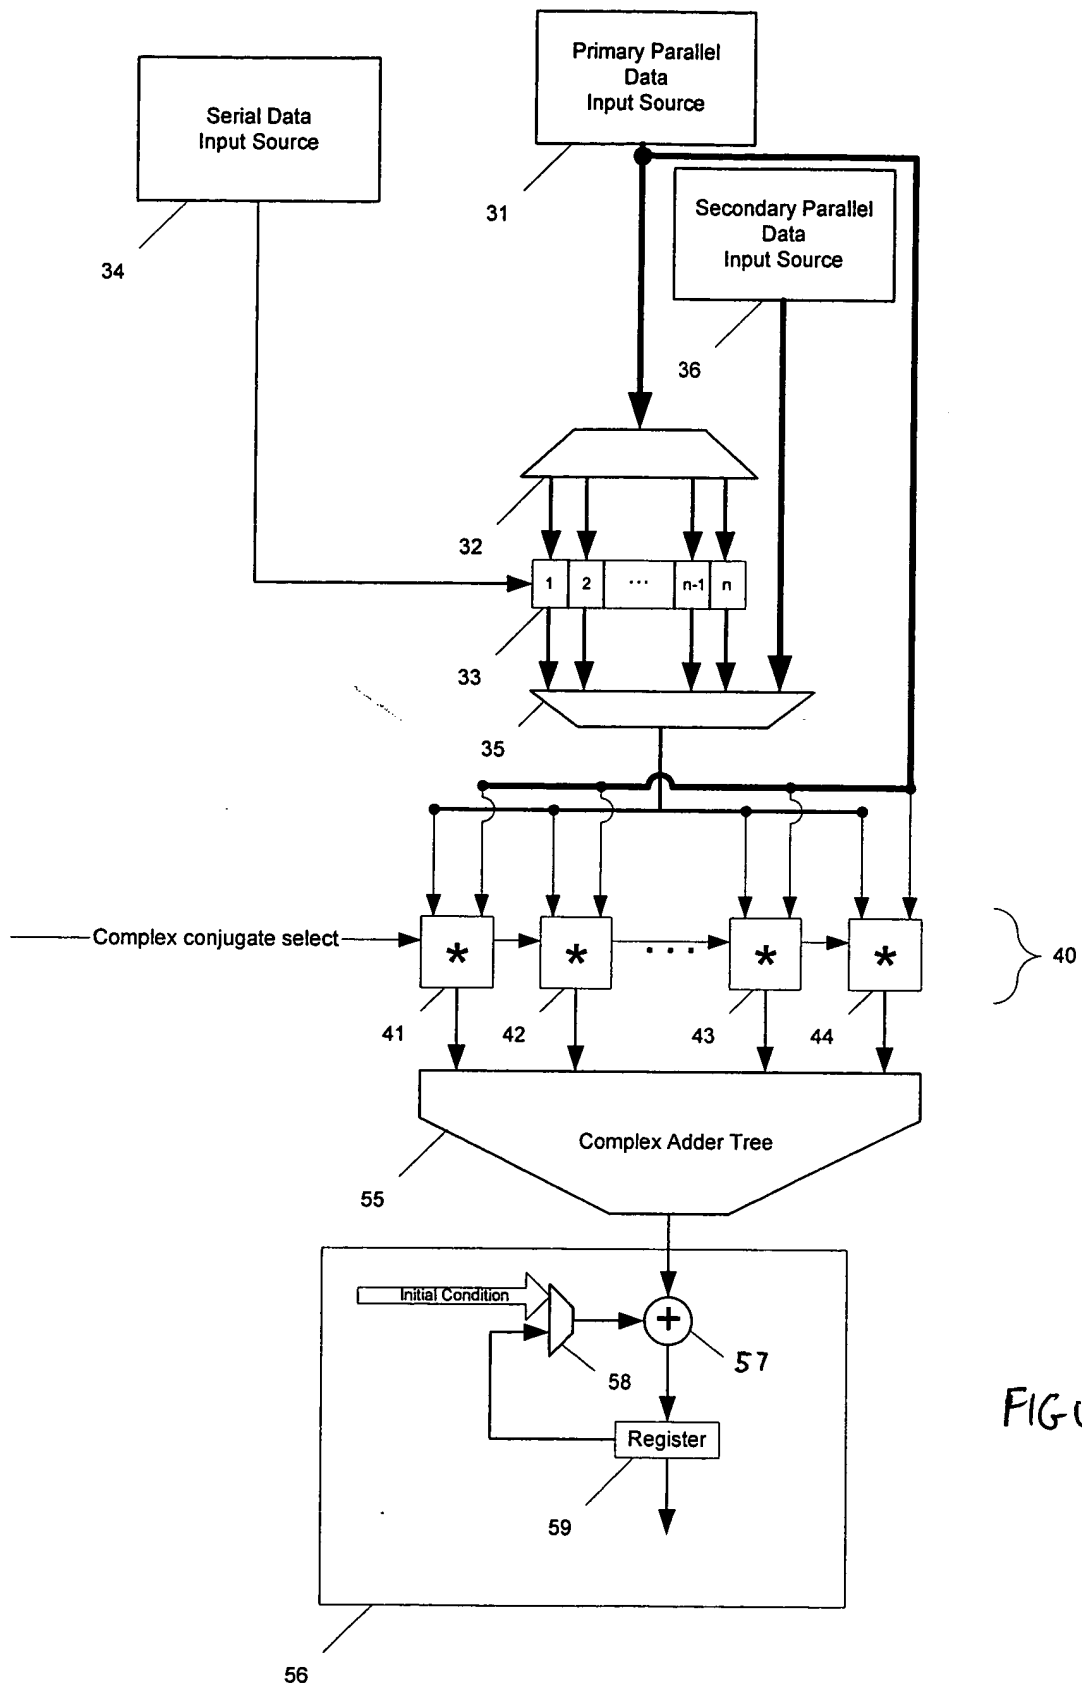 Primary Parallel
Data
Input Source
Serial Data
Input Source
31
Secondary Parallel
Data
Input Source
34
36
32
1 2 ... n-1 n
33
35
Complex conjugate select
* * ... * *
40
41 42 43 44
Complex Adder Tree
55
Initial Condition
+
57
58
Register
59
56